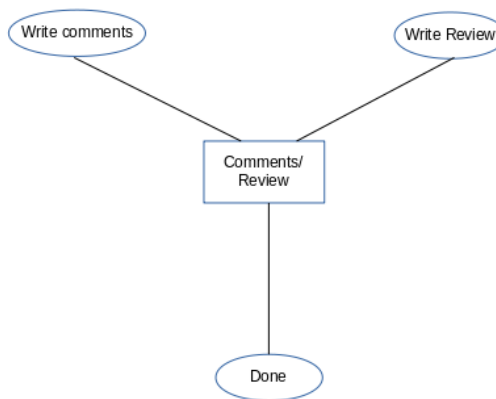 Write comments
Write Review
Comments/
Review
Done